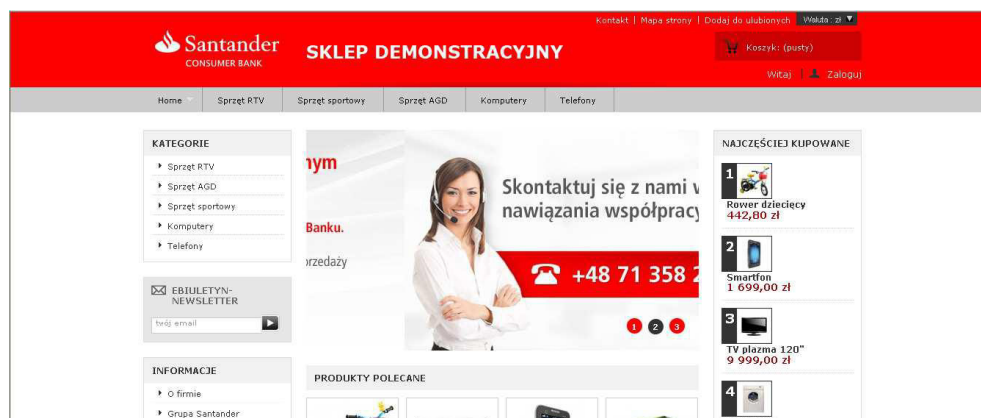 Kontakt | Mapa strony | Dodaj do ulubionych Waluta : zł ▼
Santander
CONSUMER BANK
SKLEP DEMONSTRACYJNY
Koszyk: (pusty)
Witaj | Zaloguj
Home Sprzęt RTV Sprzęt sportowy Sprzęt AGD Komputery Telefony
KATEGORIE
Sprzęt RTV
Sprzęt AGD
Sprzęt sportowy
Komputery
Telefony
EBIULETYN-
NEWSLETTER
twój email
INFORMACJE
O firmie
Grupa Santander
nym
Banku.
rzedaży
Skontaktuj się z nami w
nawiązania współpracy
+48 71 358 2
1 2 3
PRODUKTY POLECANE
NAJCZĘŚCIEJ KUPOWANE
1
Rower dziecięcy
442,80 zł
2
Smartfon
1 699,00 zł
3
TV plazma 120"
9 999,00 zł
4